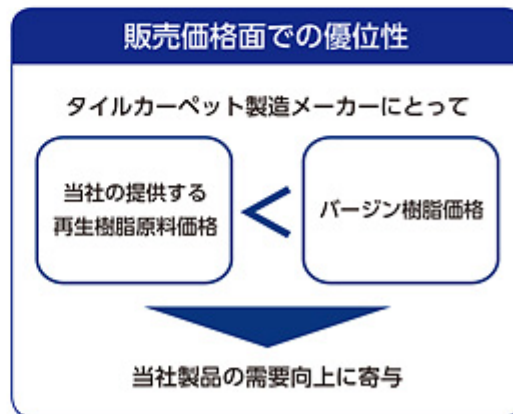 販売価格面での優位性
タイルカーペット製造メーカーにとって
当社の提供する
再生樹脂原料価格
<
バージン樹脂価格
当社製品の需要向上に寄与